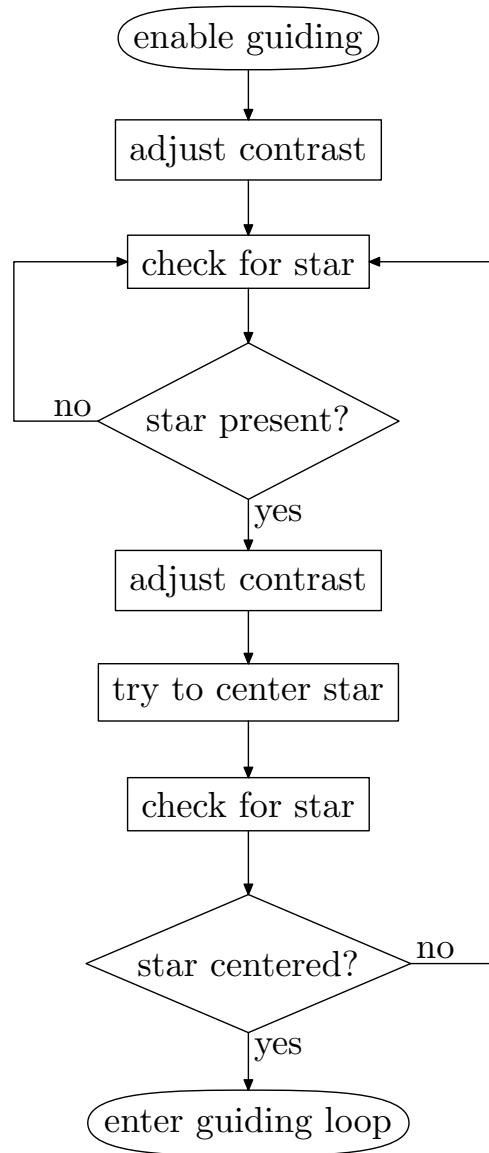 enable guiding
adjust contrast
check for star
star present?
no
yes
adjust contrast
try to center star
check for star
star centered?
no
yes
enter guiding loop